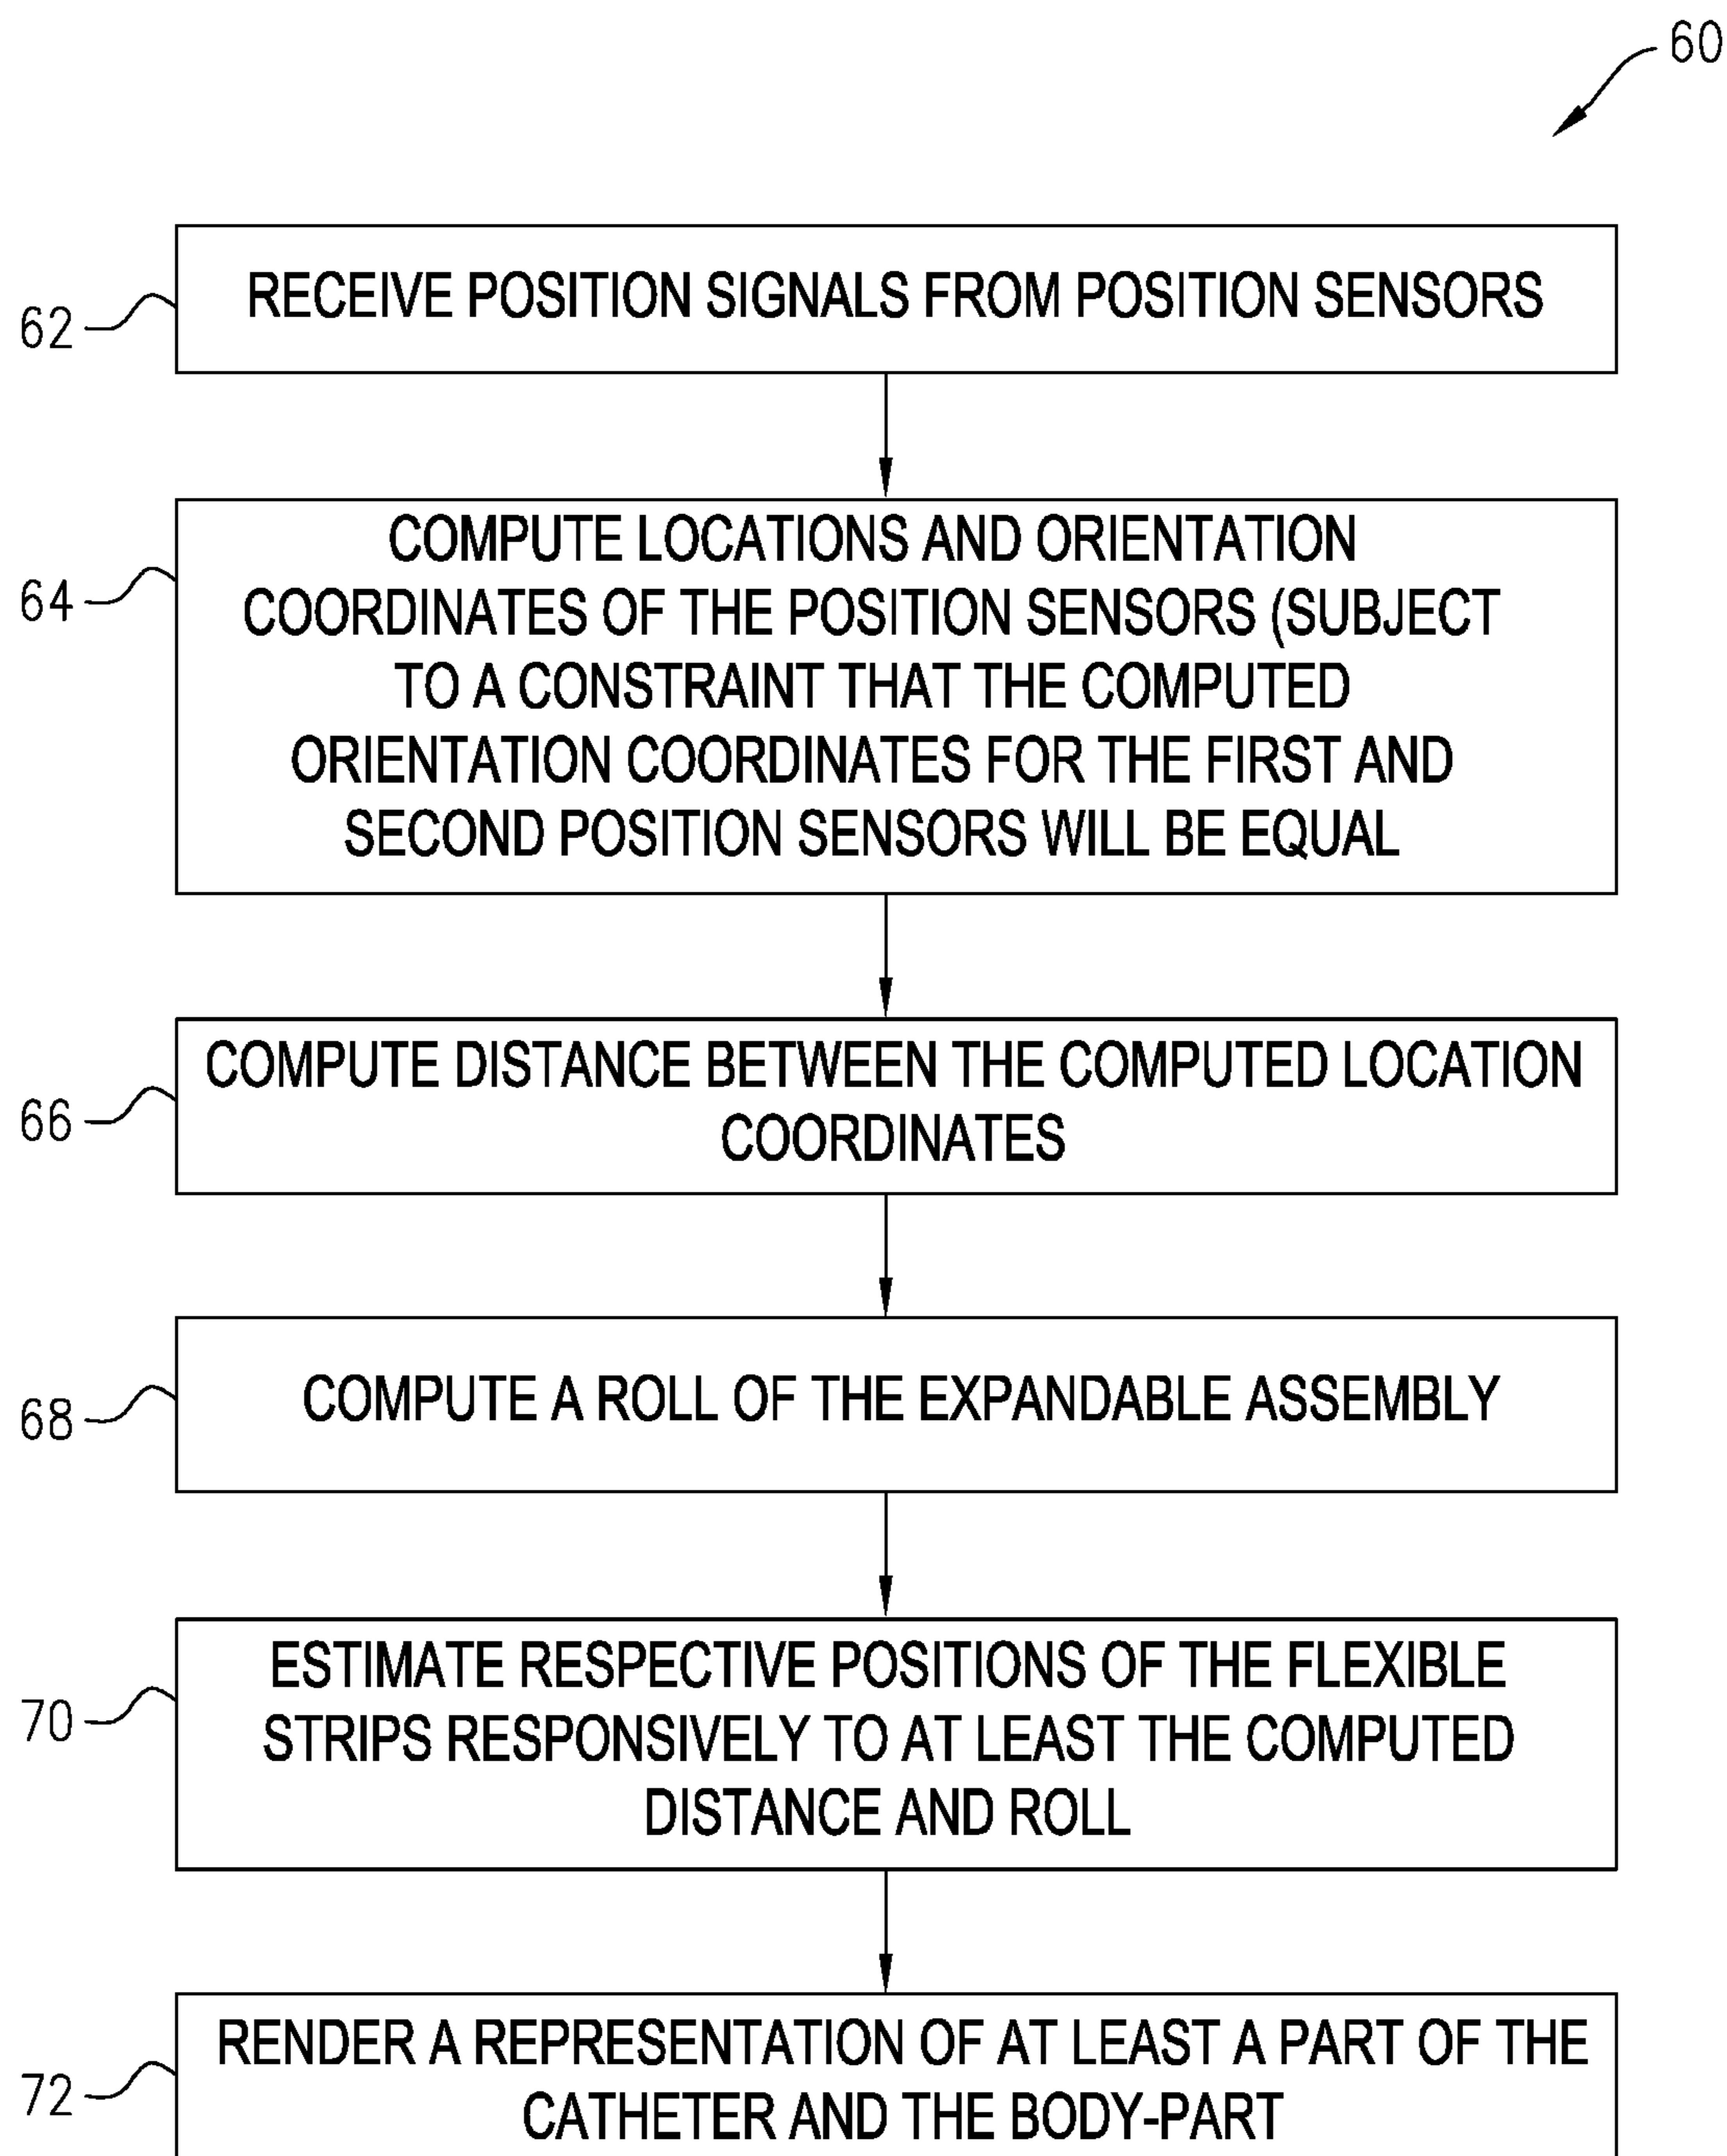 60
62
RECEIVE POSITION SIGNALS FROM POSITION SENSORS
64
COMPUTE LOCATIONS AND ORIENTATION
COORDINATES OF THE POSITION SENSORS (SUBJECT
TO A CONSTRAINT THAT THE COMPUTED
ORIENTATION COORDINATES FOR THE FIRST AND
SECOND POSITION SENSORS WILL BE EQUAL
66
COMPUTE DISTANCE BETWEEN THE COMPUTED LOCATION
COORDINATES
68
COMPUTE A ROLL OF THE EXPANDABLE ASSEMBLY
70
ESTIMATE RESPECTIVE POSITIONS OF THE FLEXIBLE
STRIPS RESPONSIVELY TO AT LEAST THE COMPUTED
DISTANCE AND ROLL
72
RENDER A REPRESENTATION OF AT LEAST A PART OF THE
CATHETER AND THE BODY-PART